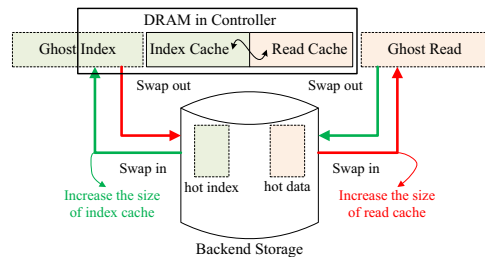 DRAM in Controller
Ghost Index
Index Cache
Read Cache
Ghost Read
Swap out
Swap out
Swap in
Swap in
hot index
hot data
Increase the size
of index cache
Increase the size
of read cache
Backend Storage